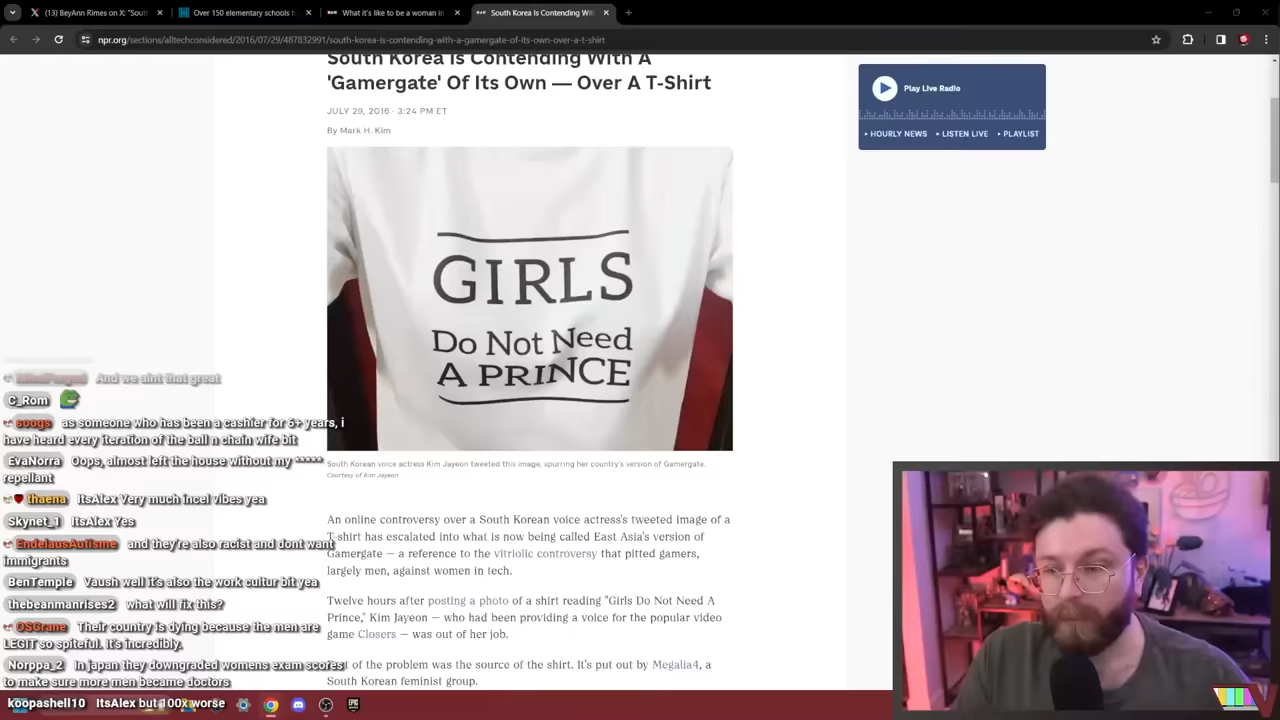 (13) BeyAnn Rimes on X: "South
Over 150 elementary schools h
What it's like to be a woman in
South Korea Is Contending Wit
npr.org/sections/alltechconsidered/2016/07/29/487832991/south-korea-is-contending-with-a-gamergate-of-its-own-over-a-t-shirt
South Korea Is Contending With A
'Gamergate' Of Its Own — Over A T-Shirt
JULY 29, 2016 · 3:24 PM ET
By Mark H. Kim
Play Live Radio
HOURLY NEWS
LISTEN LIVE
PLAYLIST
GIRLS
Do Not Need
A PRINCE
South Korean voice actress Kim Jayeon tweeted this image, spurring her country's version of Gamergate.
Courtesy of Kim Jayeon
An online controversy over a South Korean voice actress's tweeted image of a
T-shirt has escalated into what is now being called East Asia's version of
Gamergate — a reference to the vitriolic controversy that pitted gamers,
largely men, against women in tech.
Twelve hours after posting a photo of a shirt reading "Girls Do Not Need A
Prince," Kim Jayeon — who had been providing a voice for the popular video
game Closers — was out of her job.
of the problem was the source of the shirt. It's put out by Megalia4, a
South Korean feminist group.
And we aint that great
C_Rom
soogs as someone who has been a cashier for 6+ years, i
have heard every iteration of the ball n chain wife bit
EvaNorra Oops, almost left the house without my *****
repellant
thaena ItsAlex Very much incel vibes yea
Skynet_1 ItsAlex Yes
EndelausAutisme and they're also racist and dont want
immigrants
BenTemple Vaush well it's also the work cultur bit yea
thebeanmanrises2 what will fix this?
OSGrane Their country is dying because the men are
LEGIT so spiteful. It's incredibly.
Norppa_2 In japan they downgraded womens exam scores
to make sure more men became doctors
koopashell10 ItsAlex but 100x worse
EPIC